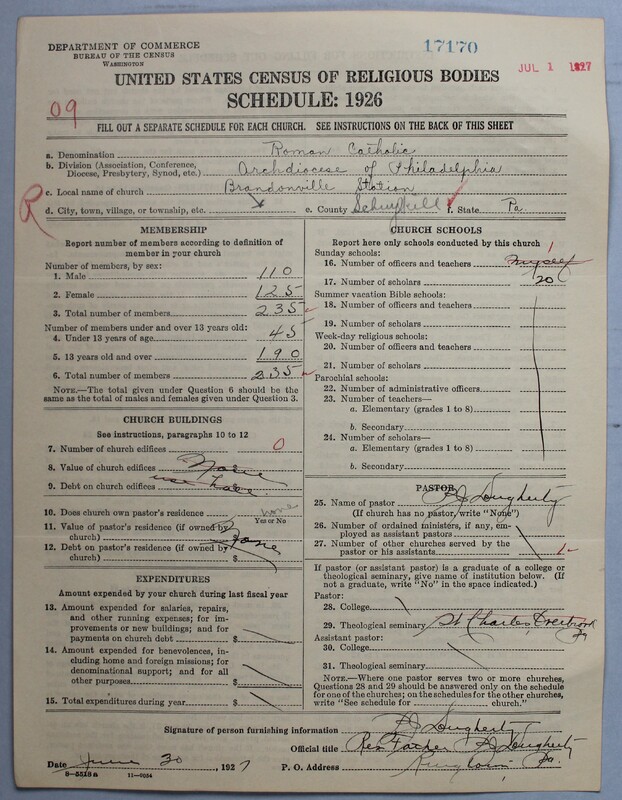 DEPARTMENT OF COMMERCE
BUREAU OF THE CENSUS
WASHINGTON
17170
JUL 1 1927
UNITED STATES CENSUS OF RELIGIOUS BODIES
SCHEDULE: 1926
09
FILL OUT A SEPARATE SCHEDULE FOR EACH CHURCH. SEE INSTRUCTIONS ON THE BACK OF THIS SHEET
a. Denomination Roman Catholic
b. Division (Association, Conference, Diocese, Presbytery, Synod, etc.) Archdiocese of Philadelphia
c. Local name of church Brandonville Station
R
d. City, town, village, or township, etc. e. County Schuylkill f. State Pa
MEMBERSHIP
Report number of members according to definition of
member in your church
Number of members, by sex:
1. Male 110
2. Female 125
3. Total number of members 235
Number of members under and over 13 years old:
4. Under 13 years of age 45
5. 13 years old and over 190
6. Total number of members 235
NOTE.—The total given under Question 6 should be
same as the total of males and females given under Question 3.
CHURCH BUILDINGS
See instructions, paragraphs 10 to 12
7. Number of church edifices 0
8. Value of church edifices None
9. Debt on church edifices
10. Does church own pastor's residence none
Yes or No
11. Value of pastor's residence (if owned by
church) $
12. Debt on pastor's residence (if owned by None
church) $
EXPENDITURES
Amount expended by your church during last fiscal year
13. Amount expended for salaries, repairs,
and other running expenses; for im-
provements or new buildings; and for
payments on church debt $
14. Amount expended for benevolences, in-
cluding home and foreign missions; for
denominational support; and for all
other purposes $
15. Total expenditures during year $
CHURCH SCHOOLS
Report here only schools conducted by this church
Sunday schools: 1
16. Number of officers and teachers myself
17. Number of scholars 20
Summer vacation Bible schools:
18. Number of officers and teachers
19. Number of scholars
Week-day religious schools:
20. Number of officers and teachers
21. Number of scholars
Parochial schools:
22. Number of administrative officers
23. Number of teachers—
a. Elementary (grades 1 to 8)
b. Secondary
24. Number of scholars—
a. Elementary (grades 1 to 8)
b. Secondary
PASTOR
25. Name of pastor Dougherty
(If church has no pastor, write "None")
26. Number of ordained ministers, if any, em-
ployed as assistant pastors
27. Number of other churches served by the
pastor or his assistants 1
If pastor (or assistant pastor) is a graduate of a college or
theological seminary, give name of institution below. (If
not a graduate, write "No" in the space indicated.)
Pastor:
28. College
29. Theological seminary St Charles Overbrook
Pa
Assistant pastor:
30. College
31. Theological seminary
NOTE.—Where one pastor serves two or more churches,
Questions 28 and 29 should be answered only on the schedule
for one of the churches; on the schedules for the other churches,
write "See schedule for church."
Signature of person furnishing information Dougherty
Official title Rev Father Dougherty
Date June 30, 1927 P. O. Address Pa
8-5518a 11-9034